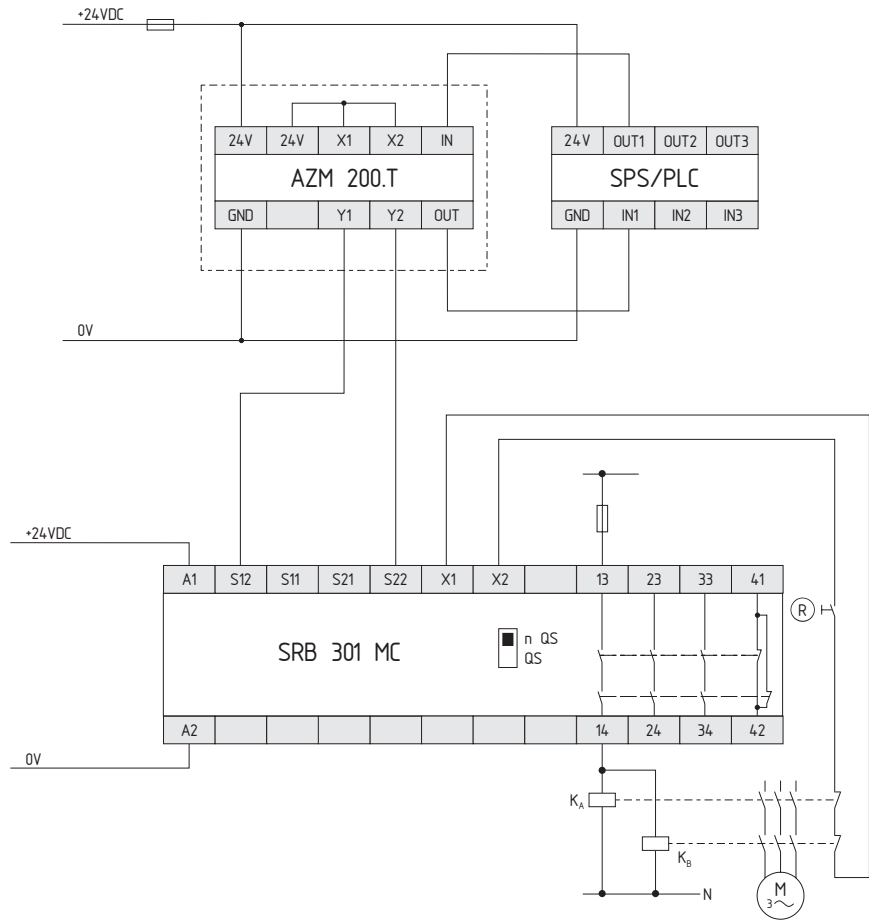 +24VDC
24V 24V X1 X2 IN
AZM 200.T
GND Y1 Y2 OUT
24V OUT1 OUT2 OUT3
SPS/PLC
GND IN1 IN2 IN3
0V
+24VDC
A1 S12 S11 S21 S22 X1 X2 13 23 33 41
SRB 301 MC
n QS
QS
R
A2 14 24 34 42
0V
KA
KB
N
M
3~